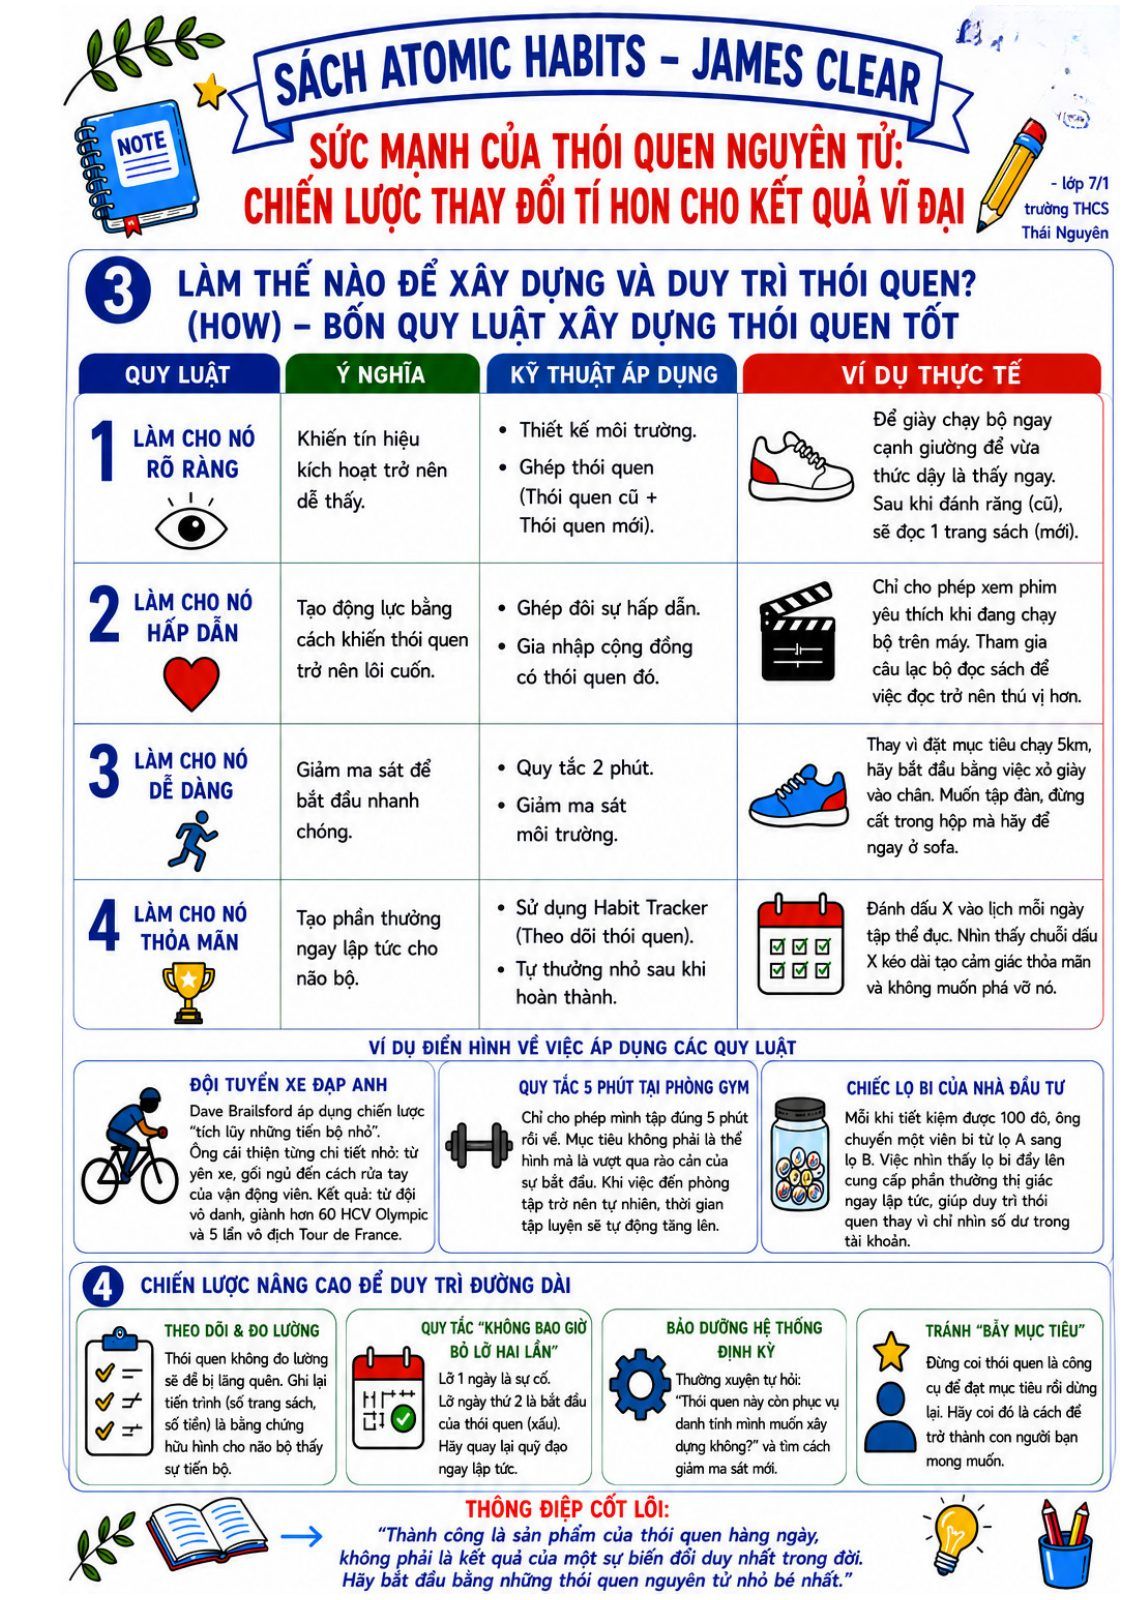 SÁCH ATOMIC HABITS – JAMES CLEAR
NOTE
SỨC MẠNH CỦA THÓI QUEN NGUYÊN TỬ:
CHIẾN LƯỢC THAY ĐỔI TÍ HON CHO KẾT QUẢ VĨ ĐẠI
- lớp 7/1
trường THCS
Thái Nguyên
3 LÀM THẾ NÀO ĐỂ XÂY DỰNG VÀ DUY TRÌ THÓI QUEN?
(HOW) – BỐN QUY LUẬT XÂY DỰNG THÓI QUEN TỐT
QUY LUẬT
Ý NGHĨA
KỸ THUẬT ÁP DỤNG
VÍ DỤ THỰC TẾ
1 LÀM CHO NÓ
RÕ RÀNG
Khiến tín hiệu
kích hoạt trở nên
dễ thấy.
• Thiết kế môi trường.
• Ghép thói quen
(Thói quen cũ +
Thói quen mới).
Để giày chạy bộ ngay
cạnh giường để vừa
thức dậy là thấy ngay.
Sau khi đánh răng (cũ),
sẽ đọc 1 trang sách (mới).
2 LÀM CHO NÓ
HẤP DẪN
Tạo động lực bằng
cách khiến thói quen
trở nên lôi cuốn.
• Ghép đôi sự hấp dẫn.
• Gia nhập cộng đồng
có thói quen đó.
Chỉ cho phép xem phim
yêu thích khi đang chạy
bộ trên máy. Tham gia
câu lạc bộ đọc sách để
việc đọc trở nên thú vị hơn.
3 LÀM CHO NÓ
DỄ DÀNG
Giảm ma sát để
bắt đầu nhanh
chóng.
• Quy tắc 2 phút.
• Giảm ma sát
môi trường.
Thay vì đặt mục tiêu chạy 5km,
hãy bắt đầu bằng việc xỏ giày
vào chân. Muốn tập đàn, đừng
cất trong hộp mà hãy để
ngay ở sofa.
4 LÀM CHO NÓ
THỎA MÃN
Tạo phần thưởng
ngay lập tức cho
não bộ.
• Sử dụng Habit Tracker
(Theo dõi thói quen).
• Tự thưởng nhỏ sau khi
hoàn thành.
Đánh dấu X vào lịch mỗi ngày
tập thể dục. Nhìn thấy chuỗi dấu
X kéo dài tạo cảm giác thỏa mãn
và không muốn phá vỡ nó.
VÍ DỤ ĐIỂN HÌNH VỀ VIỆC ÁP DỤNG CÁC QUY LUẬT
ĐỘI TUYỂN XE ĐẠP ANH
Dave Brailsford áp dụng chiến lược
“tích lũy những tiến bộ nhỏ”.
Ông cải thiện từng chi tiết nhỏ: từ
yên xe, gối ngủ đến cách rửa tay
của vận động viên. Kết quả: từ đội
vô danh, giành hơn 60 HCV Olympic
và 5 lần vô địch Tour de France.
QUY TẮC 5 PHÚT TẠI PHÒNG GYM
Chỉ cho phép mình tập đúng 5 phút
rồi về. Mục tiêu không phải là thể
hình mà là vượt qua rào cản của
sự bắt đầu. Khi việc đến phòng
tập trở nên tự nhiên, thời gian
tập luyện sẽ tự động tăng lên.
CHIẾC LỌ BI CỦA NHÀ ĐẦU TƯ
Mỗi khi tiết kiệm được 100 đô, ông
chuyển một viên bi từ lọ A sang
lọ B. Việc nhìn thấy lọ bi đầy lên
cung cấp phần thưởng thị giác
ngay lập tức, giúp duy trì thói
quen thay vì chỉ nhìn số dư trong
tài khoản.
4 CHIẾN LƯỢC NÂNG CAO ĐỂ DUY TRÌ ĐƯỜNG DÀI
THEO DÕI & ĐO LƯỜNG
Thói quen không đo lường
sẽ dễ bị lãng quên. Ghi lại
tiến trình (số trang sách,
số tiền) là bằng chứng
hữu hình cho não bộ thấy
sự tiến bộ.
QUY TẮC “KHÔNG BAO GIỜ
BỎ LỠ HAI LẦN”
Lỡ 1 ngày là sự cố.
Lỡ ngày thứ 2 là bắt đầu
của thói quen (xấu).
Hãy quay lại quỹ đạo
ngay lập tức.
BẢO DƯỠNG HỆ THỐNG
ĐỊNH KỲ
Thường xuyên tự hỏi:
“Thói quen này còn phục vụ
danh tính mình muốn xây
dựng không?” và tìm cách
giảm ma sát mới.
TRÁNH “BẪY MỤC TIÊU”
Đừng coi thói quen là công
cụ để đạt mục tiêu rồi dừng
lại. Hãy coi đó là cách để
trở thành con người bạn
mong muốn.
THÔNG ĐIỆP CỐT LÕI:
“Thành công là sản phẩm của thói quen hàng ngày,
không phải là kết quả của một sự biến đổi duy nhất trong đời.
Hãy bắt đầu bằng những thói quen nguyên tử nhỏ bé nhất.”